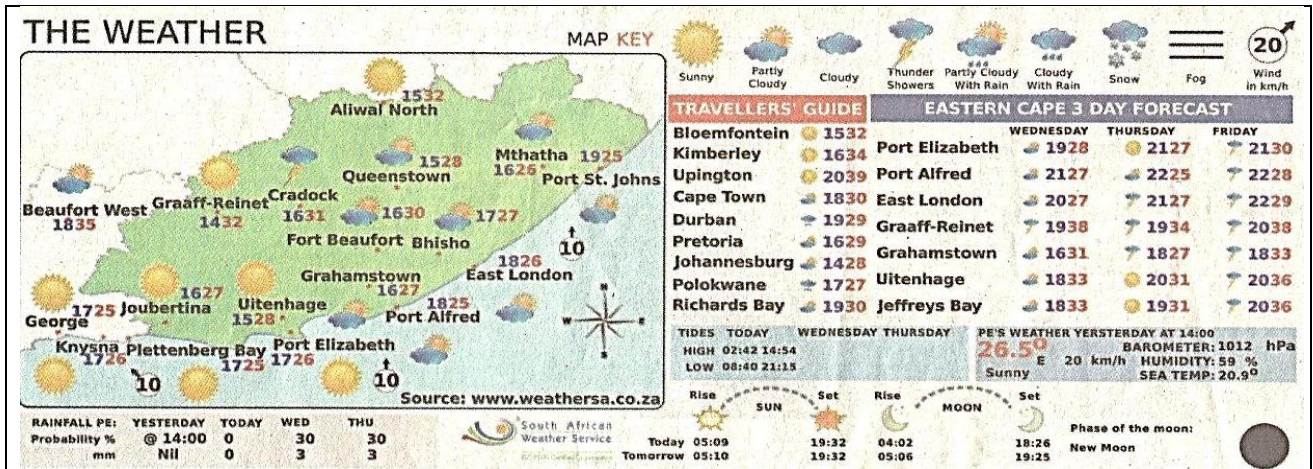 THE WEATHER
MAP KEY
Sunny
Partly
Cloudy
Cloudy
Thunder
Showers
Partly Cloudy
With Rain
Cloudy
With Rain
Snow
Fog
20
Wind
in km/h
1532
Aliwal North
1528
Queenstown
Mthatha
1626
1925
Port St. Johns
Beaufort West
1835
Graaff-Reinet
1432
Cradock
1631
1630
Fort Beaufort
1727
Bhisho
10
1826
East London
Grahamstown
1627
1627
Joubertina
Uitenhage
1528
1825
Port Alfred
1725
George
Knysna
1726
Plettenberg Bay
1725
Port Elizabeth
1726
10
10
N
W E
S
Source: www.weathersa.co.za
TRAVELLERS' GUIDE
Bloemfontein 1532
Kimberley 1634
Upington 2039
Cape Town 1830
Durban 1929
Pretoria 1629
Johannesburg 1428
Polokwane 1727
Richards Bay 1930
EASTERN CAPE 3 DAY FORECAST
WEDNESDAY THURSDAY FRIDAY
Port Elizabeth 1928 2127 2130
Port Alfred 2127 2225 2228
East London 2027 2127 2229
Graaff-Reinet 1938 1934 2038
Grahamstown 1631 1827 1833
Uitenhage 1833 2031 2036
Jeffreys Bay 1833 1931 2036
TIDES TODAY WEDNESDAY THURSDAY
HIGH 02:42 14:54
LOW 08:40 21:15
PE'S WEATHER YERSTERDAY AT 14:00
26.5⁰
E 20 km/h
Sunny
BAROMETER: 1012 hPa
HUMIDITY: 59 %
SEA TEMP: 20.9⁰
RAINFALL PE: YESTERDAY TODAY WED THU
Probability % @ 14:00 0 30 30
mm Nil 0 3 3
South African
Weather Service
Rise SUN Set Rise MOON Set
Today 05:09 19:32 04:02 18:26
Tomorrow 05:10 19:32 05:06 19:25
Phase of the moon:
New Moon